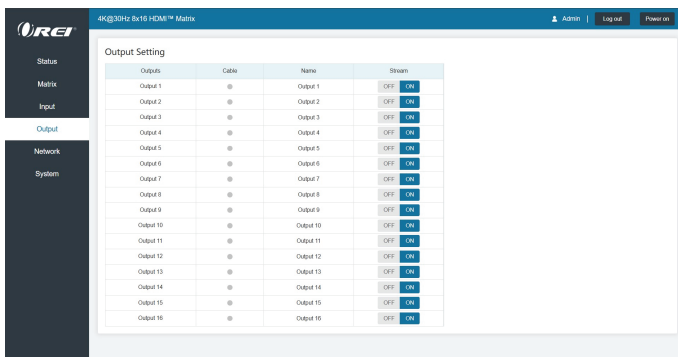 OREI
4K@30Hz 8x16 HDMI™ Matrix
Admin | Log out Power on
Status
Matrix
Input
Output
Network
System
Output Setting
Outputs Cable Name Stream
Output 1 Output 1 OFF ON
Output 2 Output 2 OFF ON
Output 3 Output 3 OFF ON
Output 4 Output 4 OFF ON
Output 5 Output 5 OFF ON
Output 6 Output 6 OFF ON
Output 7 Output 7 OFF ON
Output 8 Output 8 OFF ON
Output 9 Output 9 OFF ON
Output 10 Output 10 OFF ON
Output 11 Output 11 OFF ON
Output 12 Output 12 OFF ON
Output 13 Output 13 OFF ON
Output 14 Output 14 OFF ON
Output 15 Output 15 OFF ON
Output 16 Output 16 OFF ON